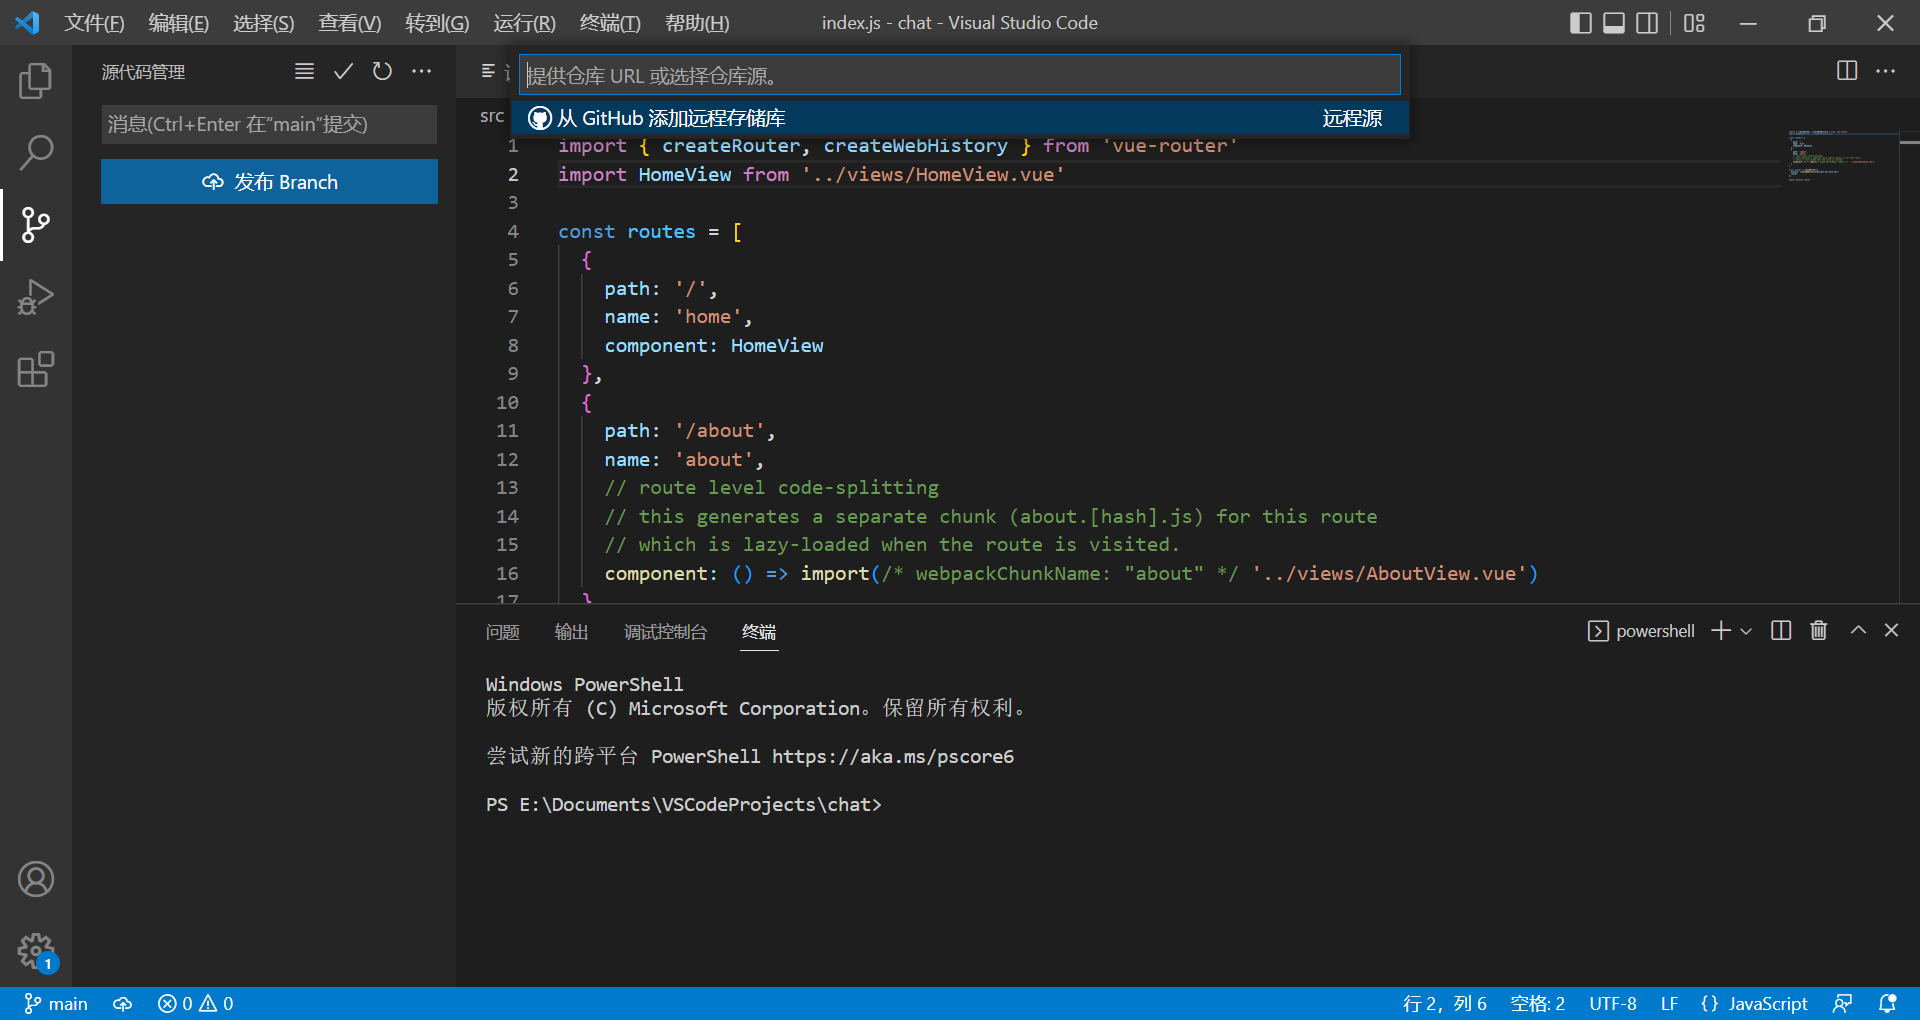 文件(F) 编辑(E) 选择(S) 查看(V) 转到(G) 运行(R) 终端(T) 帮助(H) index.js - chat - Visual Studio Code
源代码管理
消息(Ctrl+Enter 在“main”提交)
发布 Branch
提供仓库 URL 或选择仓库源。
从 GitHub 添加远程存储库 远程源
src
1 import { createRouter, createWebHistory } from 'vue-router'
2 import HomeView from '../views/HomeView.vue'
3
4 const routes = [
5 {
6 path: '/',
7 name: 'home',
8 component: HomeView
9 },
10 {
11 path: '/about',
12 name: 'about',
13 // route level code-splitting
14 // this generates a separate chunk (about.[hash].js) for this route
15 // which is lazy-loaded when the route is visited.
16 component: () => import(/* webpackChunkName: "about" */ '../views/AboutView.vue')
17 }
问题 输出 调试控制台 终端 powershell
Windows PowerShell
版权所有 (C) Microsoft Corporation。保留所有权利。
尝试新的跨平台 PowerShell https://aka.ms/pscore6
PS E:\Documents\VSCodeProjects\chat>
1
main 0 0 行 2，列 6 空格: 2 UTF-8 LF {} JavaScript